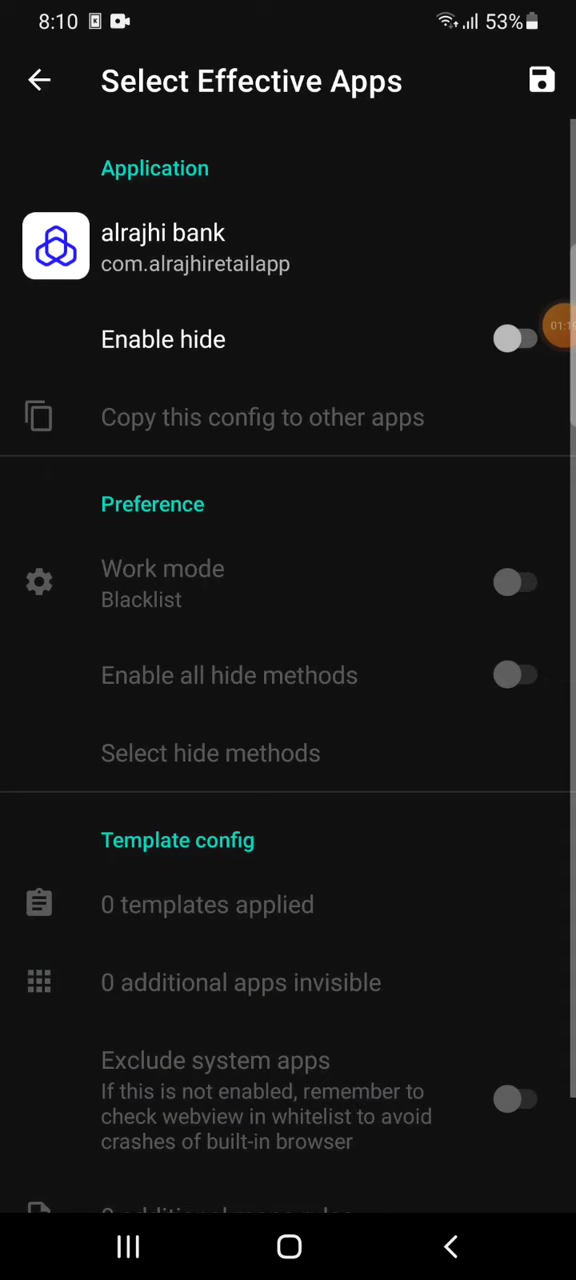 8:10 53%
Select Effective Apps
Application
alrajhi bank
com.alrajhiretailapp
Enable hide
Copy this config to other apps
Preference
Work mode
Blacklist
Enable all hide methods
Select hide methods
Template config
0 templates applied
0 additional apps invisible
Exclude system apps
If this is not enabled, remember to
check webview in whitelist to avoid
crashes of built-in browser